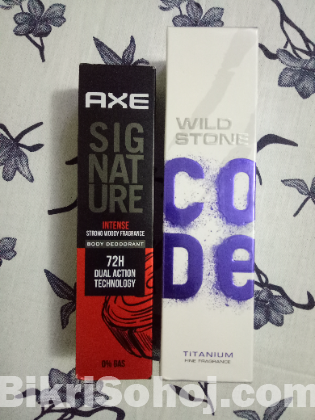 AXE
SIG
NAT
URE
INTENSE
STRONG WOODY FRAGRANCE
BODY DEODORANT
72H
DUAL ACTION
TECHNOLOGY
0% GAS
WILD
STONE
CO
De
TITANIUM
FINE FRAGRANCE
BikriSohoj.com